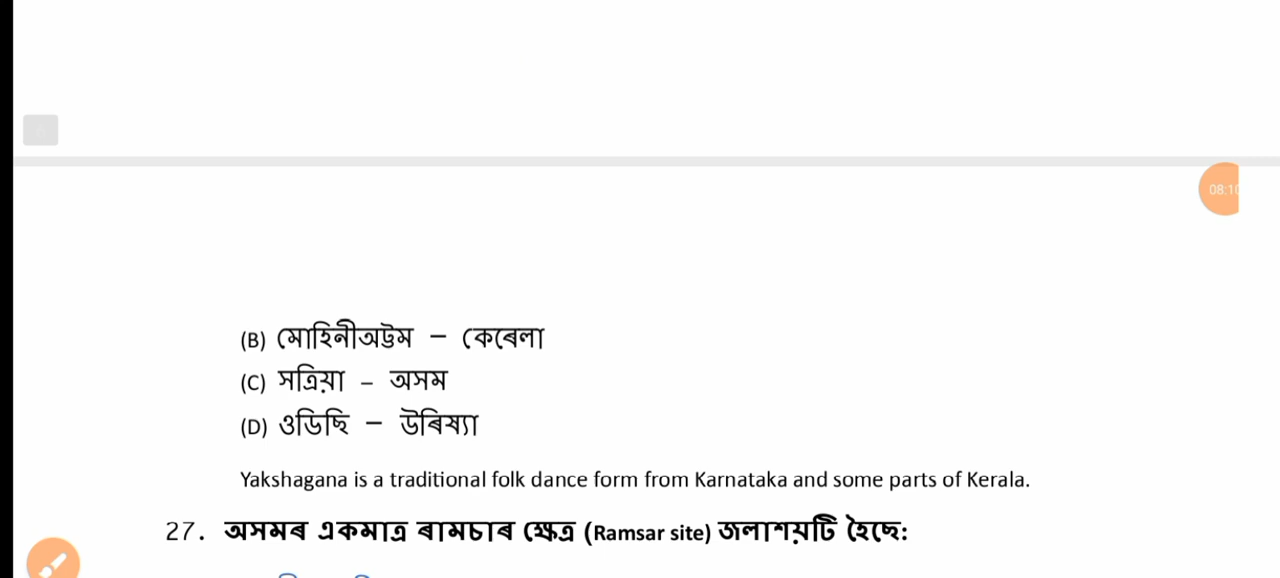 08:10
(B) মোহিনীঅট্টম – কেৰেলা
(C) সত্ৰিয়া – অসম
(D) ওডিছি – উৰিষ্যা
Yakshagana is a traditional folk dance form from Karnataka and some parts of Kerala.
27. অসমৰ একমাত্ৰ ৰামচাৰ ক্ষেত্ৰ (Ramsar site) জলাশয়টি হৈছে: